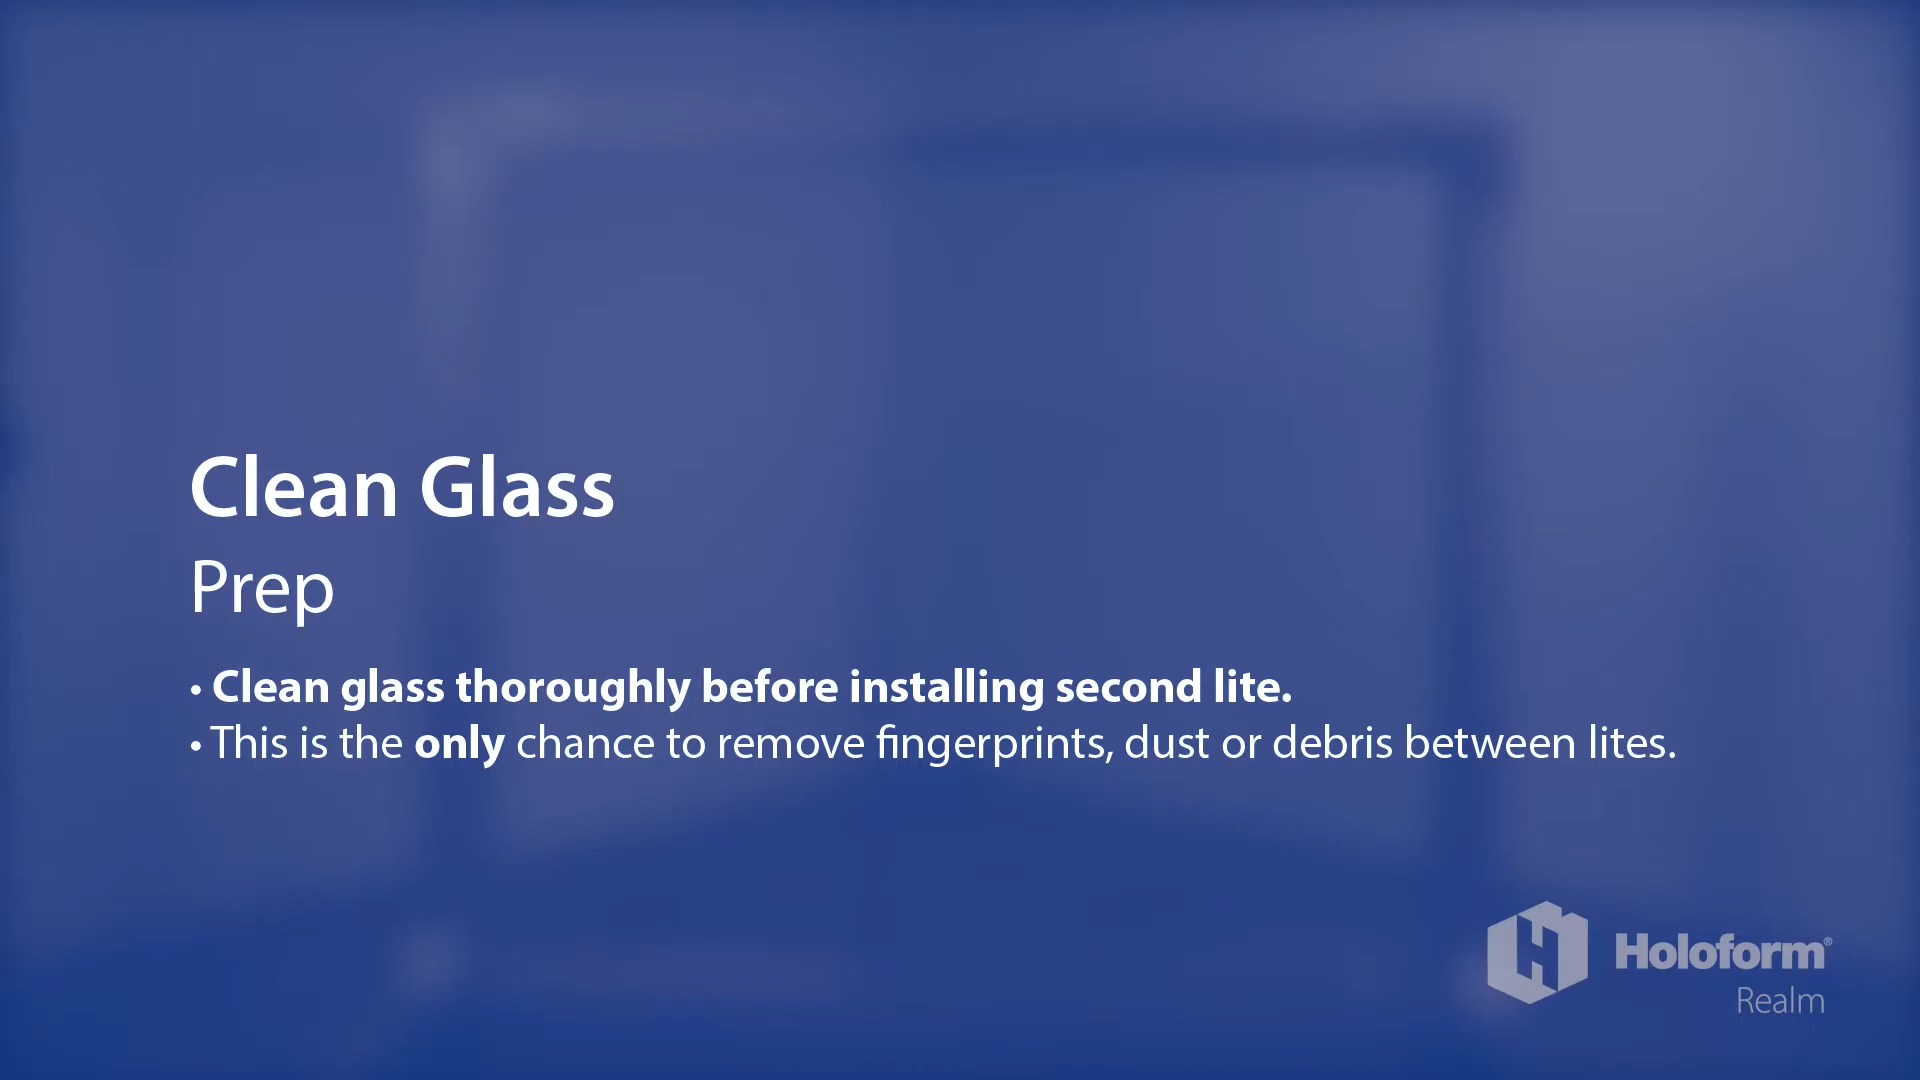 Clean Glass
Prep
• Clean glass thoroughly before installing second lite.
• This is the only chance to remove fingerprints, dust or debris between lites.
Holoform®
Realm